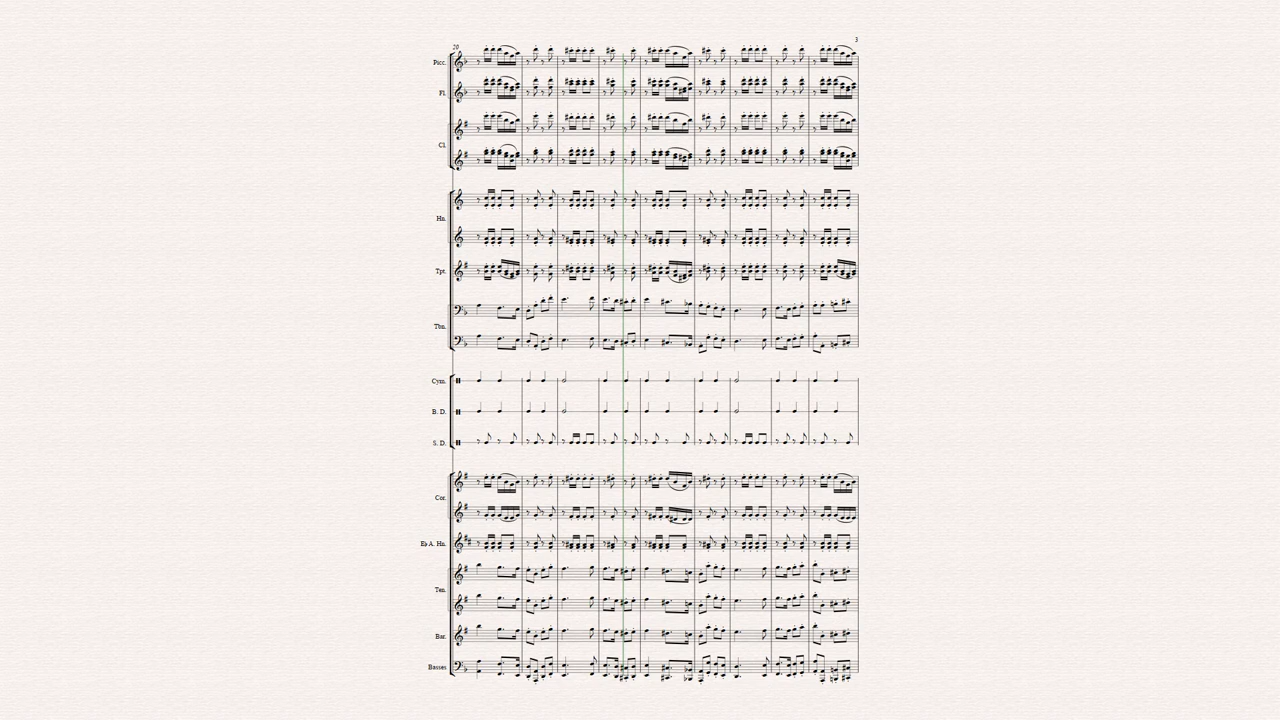 3
20
Picc.
Fl.
Cl.
Hn.
Tpt.
Tbn.
Cym.
B. D.
S. D.
Cor.
E♭ A. Hn.
Ten.
Bar.
Basses